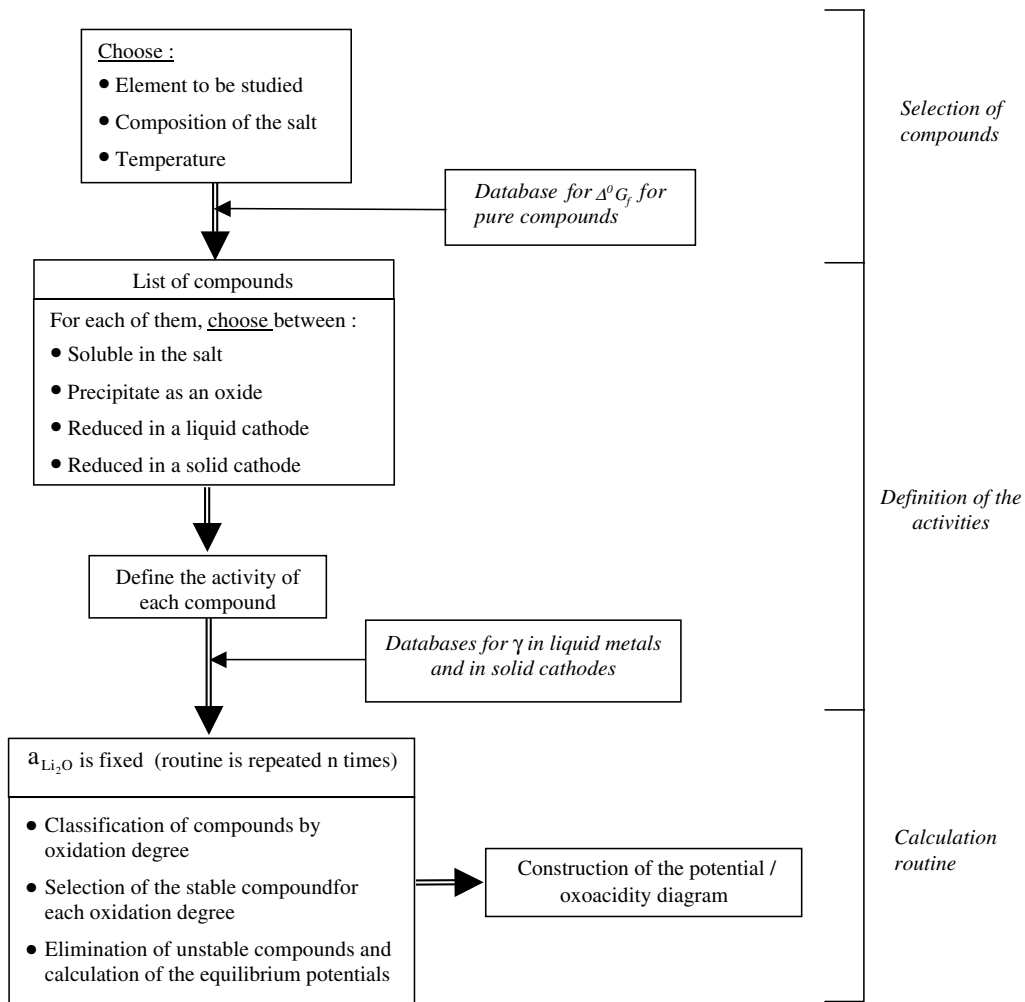 Choose :
● Element to be studied
● Composition of the salt
● Temperature
Selection of
compounds
Database for Δ⁰G_f for
pure compounds
List of compounds
For each of them, choose between :
● Soluble in the salt
● Precipitate as an oxide
● Reduced in a liquid cathode
● Reduced in a solid cathode
Definition of the
activities
Define the activity of
each compound
Databases for γ in liquid metals
and in solid cathodes
a_Li₂O is fixed (routine is repeated n times)
● Classification of compounds by
oxidation degree
● Selection of the stable compoundfor
each oxidation degree
● Elimination of unstable compounds and
calculation of the equilibrium potentials
Construction of the potential /
oxoacidity diagram
Calculation
routine